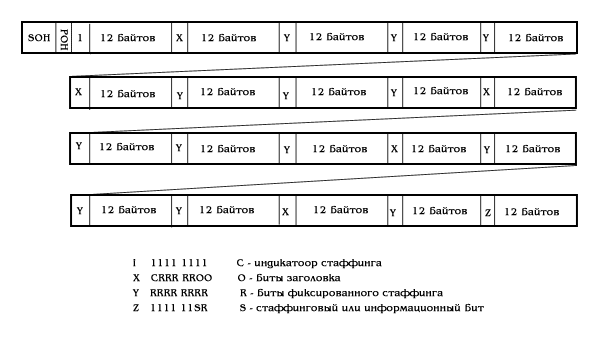 SOH POH 1 12 байтов X 12 байтов Y 12 байтов Y 12 байтов Y 12 байтов
X 12 байтов Y 12 байтов Y 12 байтов Y 12 байтов X 12 байтов
Y 12 байтов Y 12 байтов Y 12 байтов X 12 байтов Y 12 байтов
Y 12 байтов Y 12 байтов X 12 байтов Y 12 байтов Z 12 байтов
I 1111 1111 C - индикатоор стаффинга
X CRRR RROO O - биты заголовка
Y RRRR RRRR R - биты фиксированного стаффинга
Z 1111 11SR S - стаффинговый или информационный бит